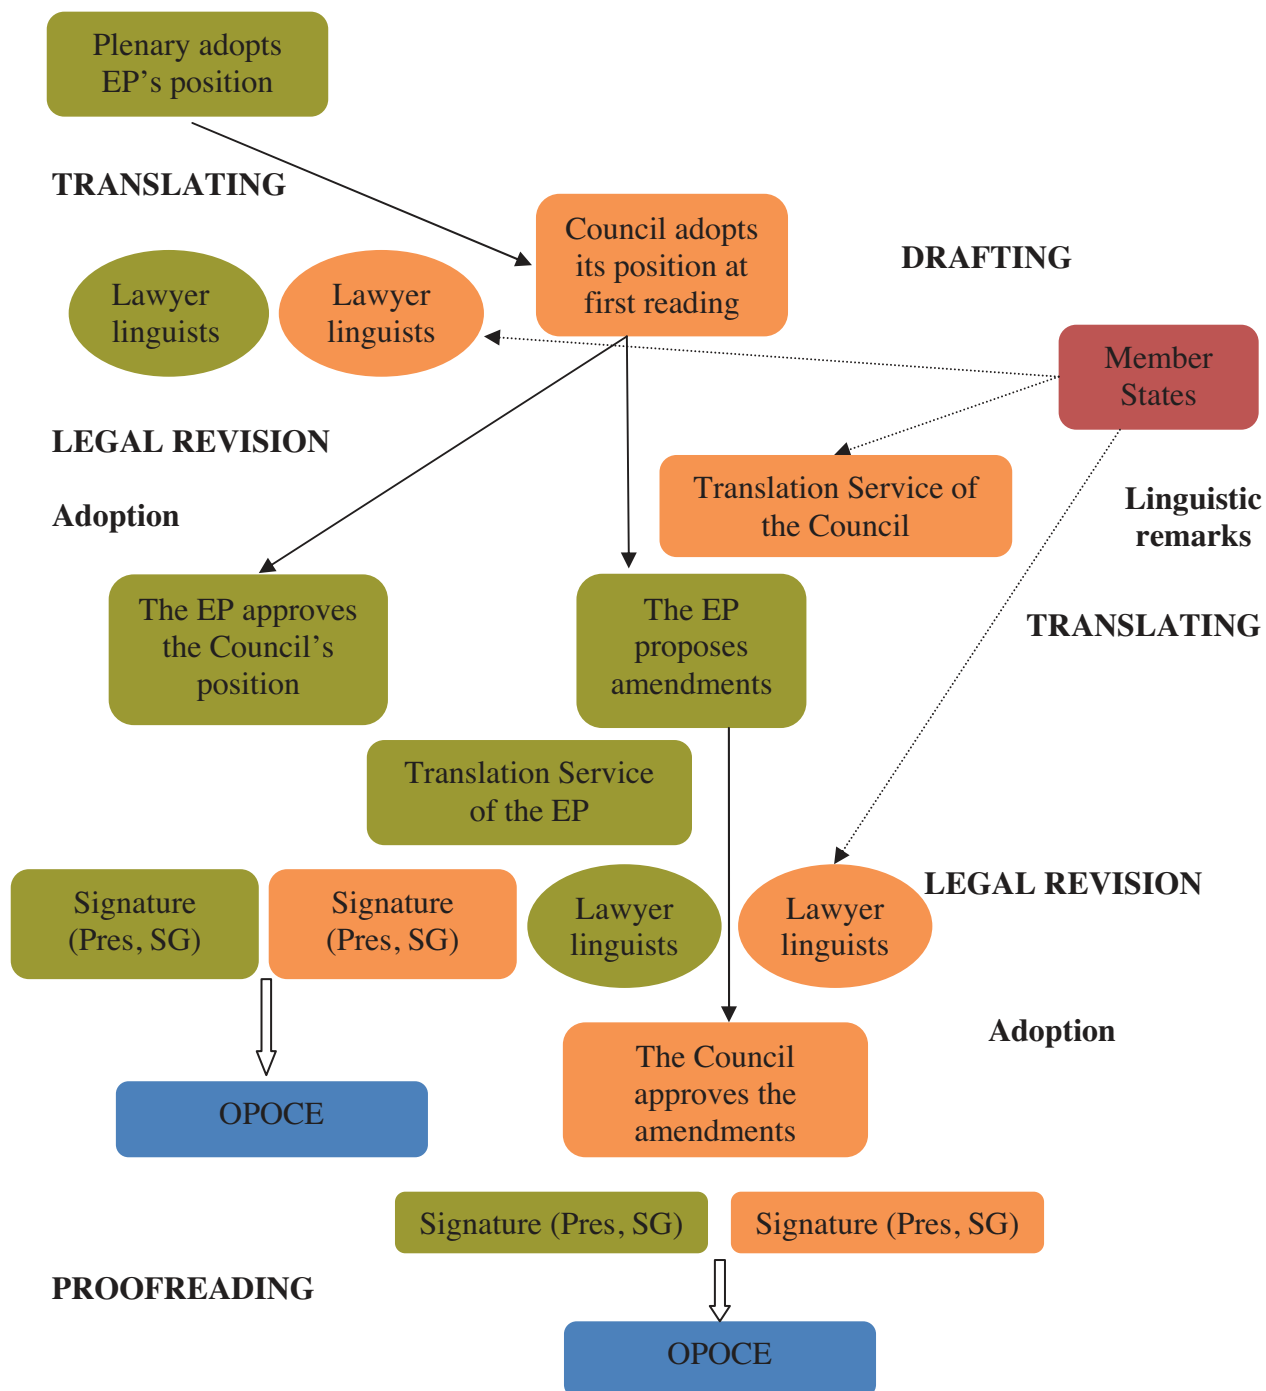 Plenary adopts
EP’s position
TRANSLATING
Council adopts
its position at
first reading
DRAFTING
Lawyer
linguists
Lawyer
linguists
Member
States
LEGAL REVISION
Translation Service of
the Council
Linguistic
remarks
Adoption
The EP approves
the Council’s
position
The EP
proposes
amendments
TRANSLATING
Translation Service
of the EP
Signature
(Pres, SG)
Signature
(Pres, SG)
Lawyer
linguists
Lawyer
linguists
LEGAL REVISION
Adoption
The Council
approves the
amendments
OPOCE
Signature (Pres, SG)
Signature (Pres, SG)
PROOFREADING
OPOCE